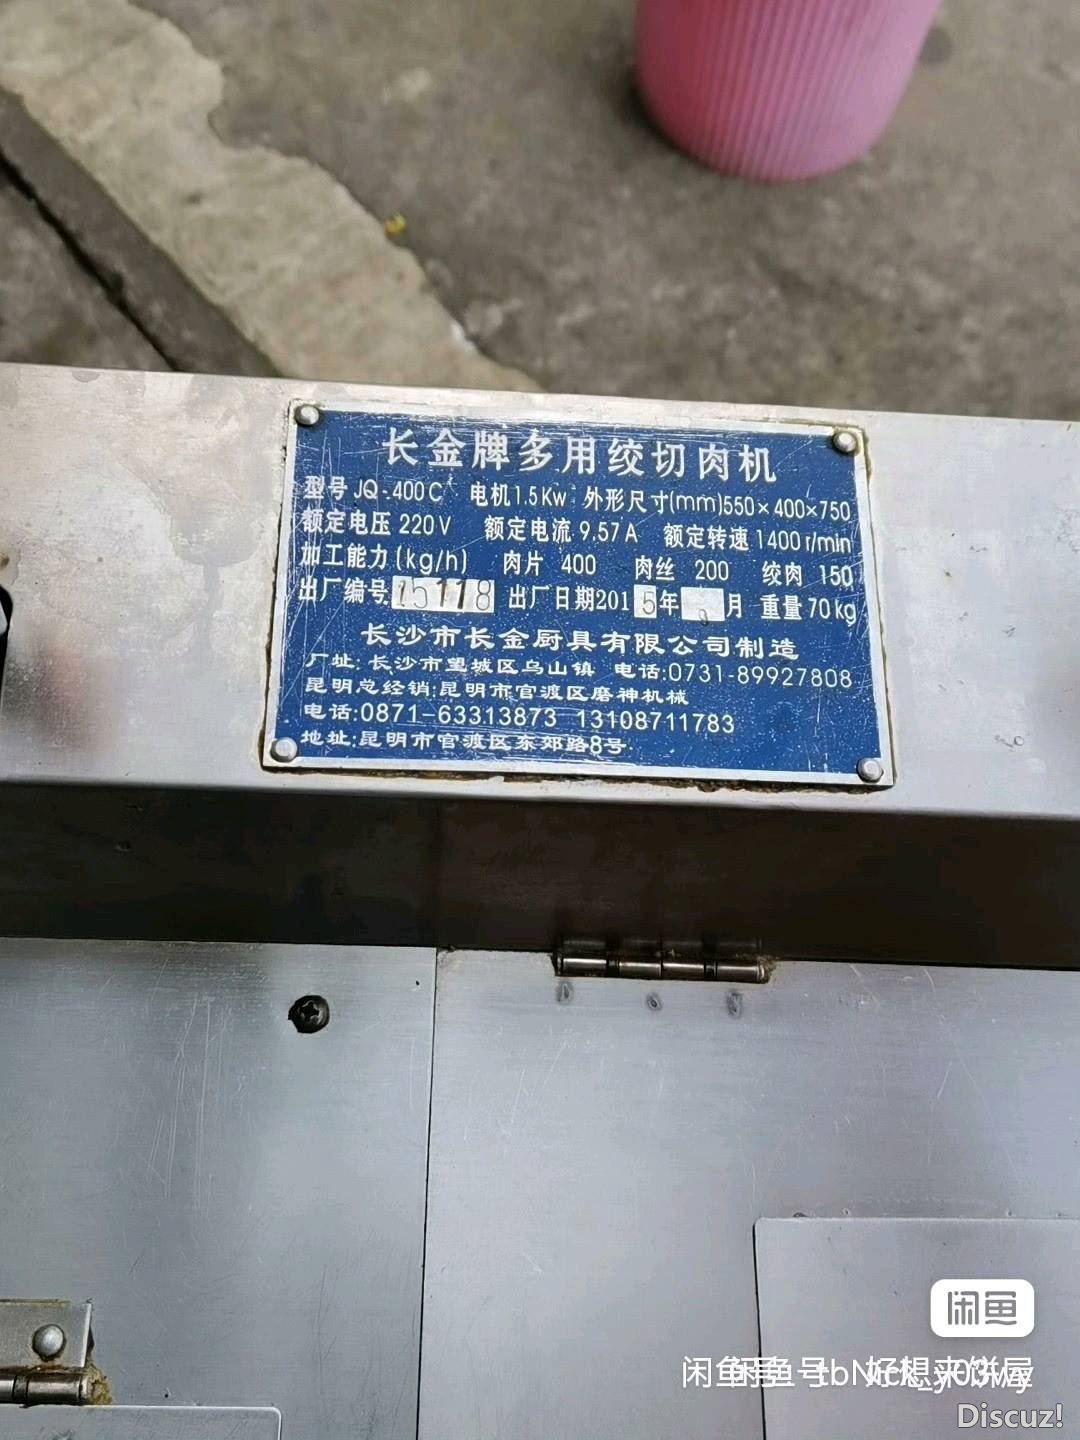 长金牌多用绞切肉机
型号 JQ-400C 电机1.5Kw 外形尺寸(mm)550×400×750
额定电压 220V 额定电流 9.57A 额定转速 1400r/min
加工能力(kg/h) 肉片 400 肉丝 200 绞肉 150
出厂编号 15118 出厂日期2015年 月 重量70kg
长沙市长金厨具有限公司制造
厂址: 长沙市望城区乌山镇 电话:0731-89927808
昆明总经销:昆明市官渡区磨神机械
电话:0871-63313873 13108711783
地址:昆明市官渡区东郊路8号
闲鱼
闲鱼号
Discuz!